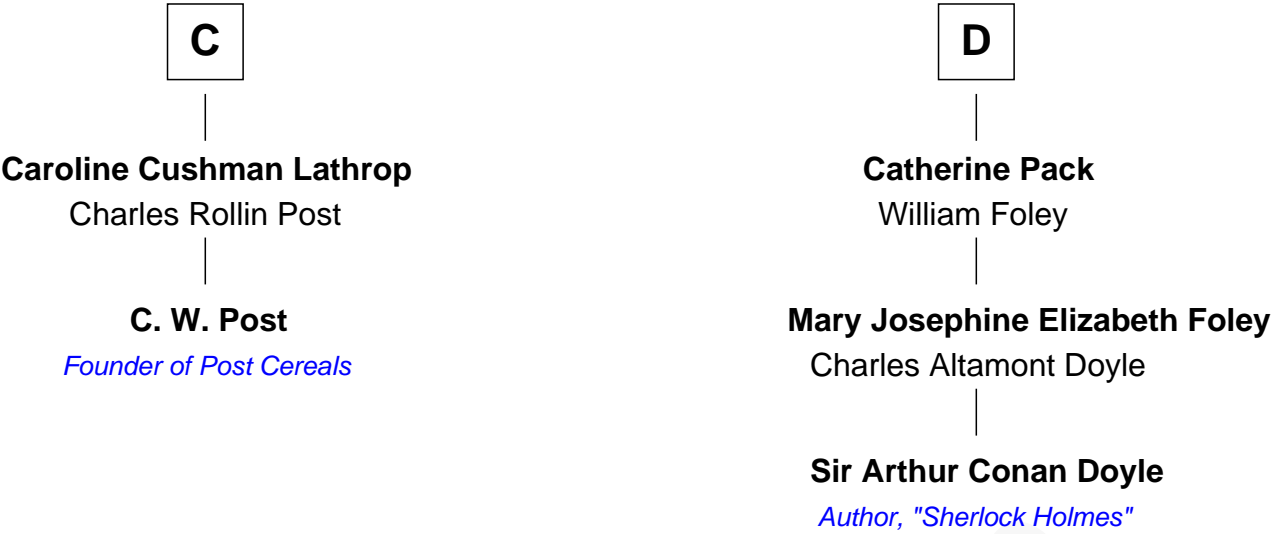 C
Caroline Cushman Lathrop
Charles Rollin Post
C. W. Post
Founder of Post Cereals
D
Catherine Pack
William Foley
Mary Josephine Elizabeth Foley
Charles Altamont Doyle
Sir Arthur Conan Doyle
Author, "Sherlock Holmes"